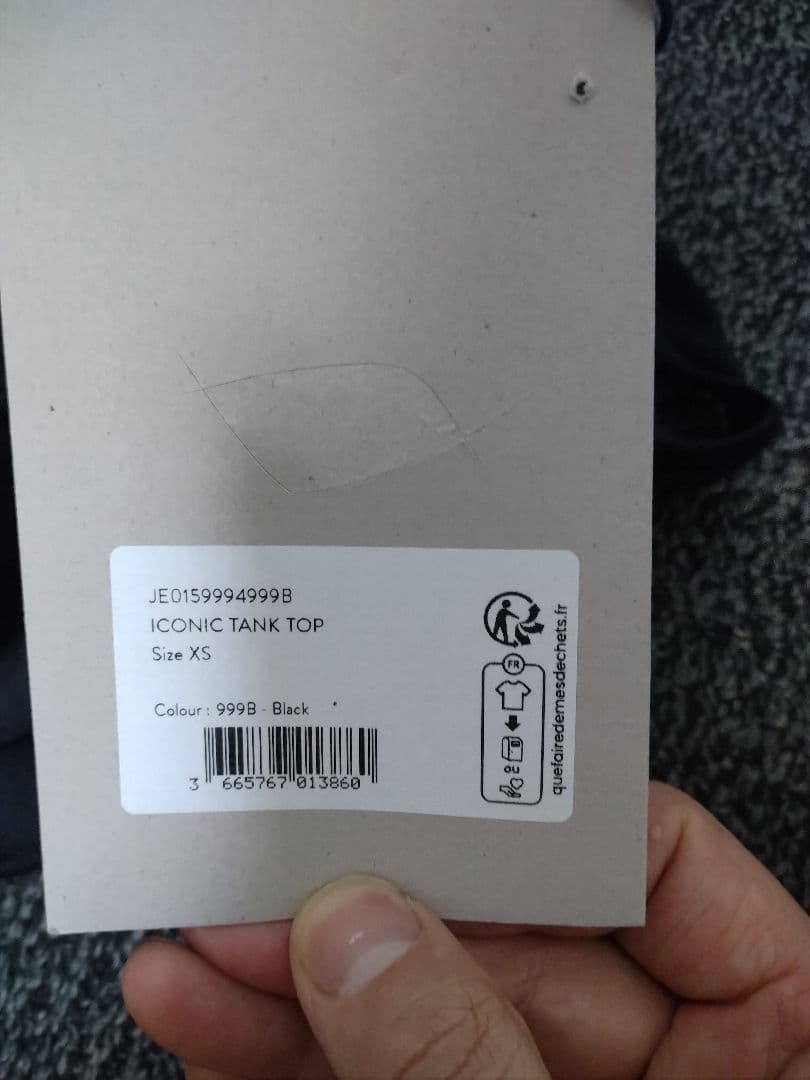 JE0159994999B
ICONIC TANK TOP
Size XS
Colour : 999B - Black
3 665767 013860
FR
quefairedemesdechets.fr